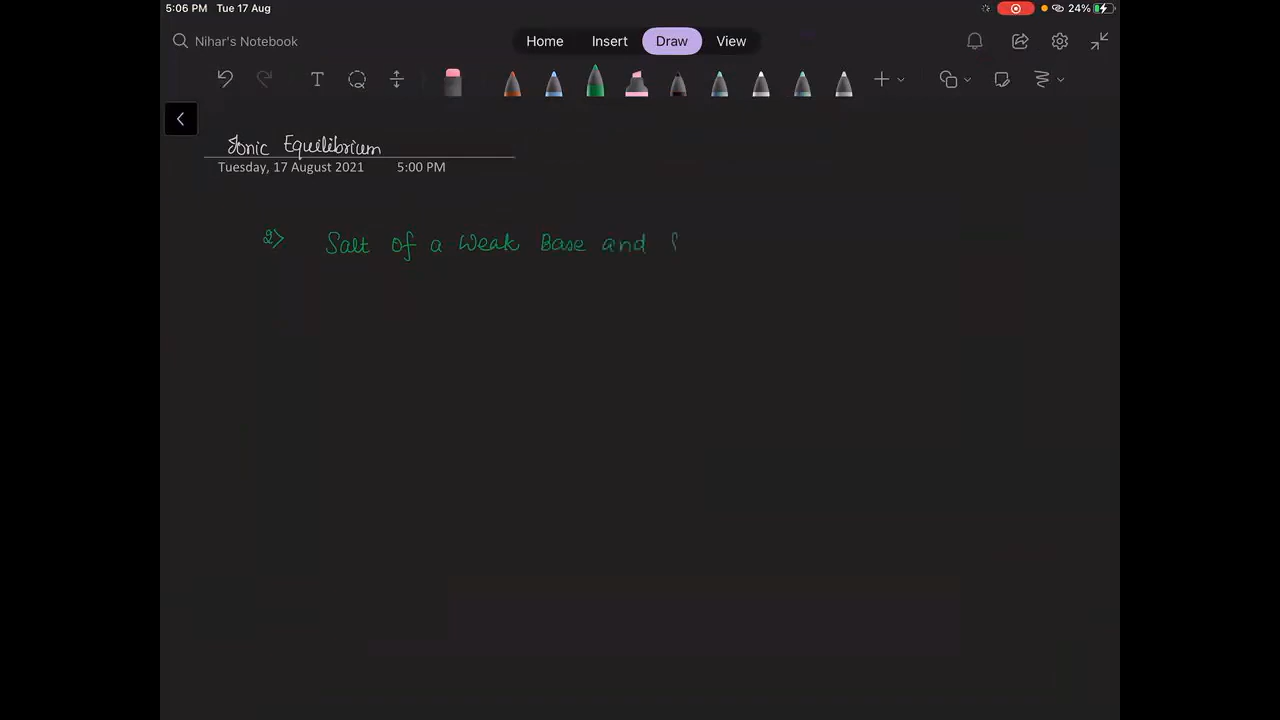 5:06 PM Tue 17 Aug 24%
Nihar's Notebook Home Insert Draw View
T
Ionic Equilibrium
Tuesday, 17 August 2021 5:00 PM
2> Salt of a Weak Base and